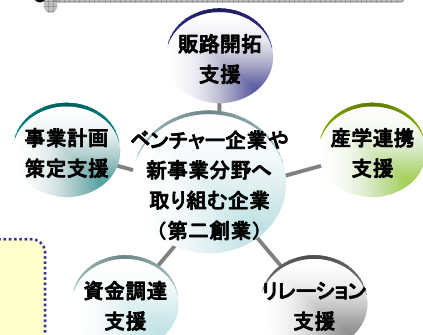 販路開拓
支援
事業計画
策定支援
ベンチャー企業や
新事業分野へ
取り組む企業
（第二創業）
産学連携
支援
資金調達
支援
リレーション
支援